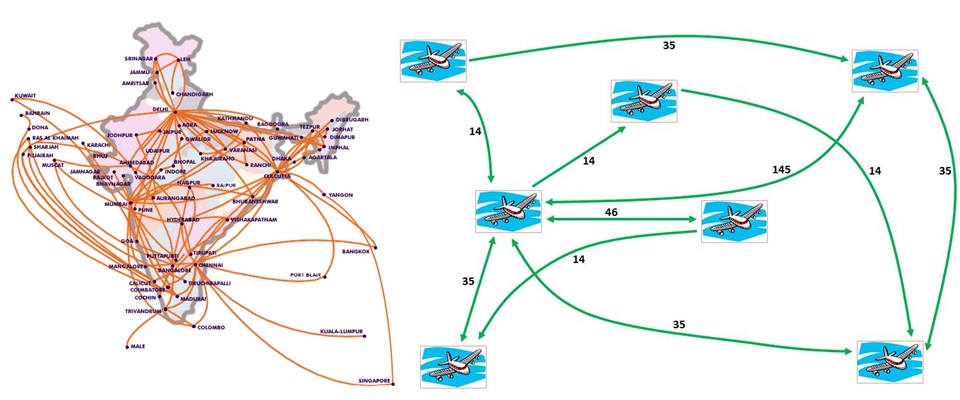 SRINAGAR
LEH
JAMMU
AMRITSAR
CHANDIGARH
KUWAIT
DELHI
BAHRAIN
KATHMANDU
BAGDOGRA
DIBRUGARH
DOHA
AGRA
LUCKNOW
TEZPUR
JORHAT
JODHPUR
JAIPUR
GWALIOR
PATNA
GUWAHATI
DIMAPUR
RAS AL KHAIMAH
KARACHI
IMPHAL
SHARJAH
UDAIPUR
VARANASI
FUJAIRAH
BHUJ
KHAJURAHO
DHAKA
AGARTALA
MUSCAT
AHMEDABAD
BHOPAL
RANCHI
JAMNAGAR
INDORE
RAJKOT
VADODARA
CULCUTTA
BHAVNAGAR
NAGPUR
RAIPUR
YANGON
MUMBAI
AURANGABAD
BHUBANESHWAR
PUNE
HYDERABAD
VISHAKAPATNAM
GOA
BANGKOX
PUTTAPURTI
TIRUPATI
MANGALORE
BANGALORE
CHENNAI
PORT BLAIR
CALICUT
TIRUCHIRAPALLI
COIMBATORE
COCHIN
MADURAI
TRIVANDRUM
COLOMBO
KUALA-LUMPUR
MALE
SINGAPORE
35
14
14
145
14
35
46
14
35
35